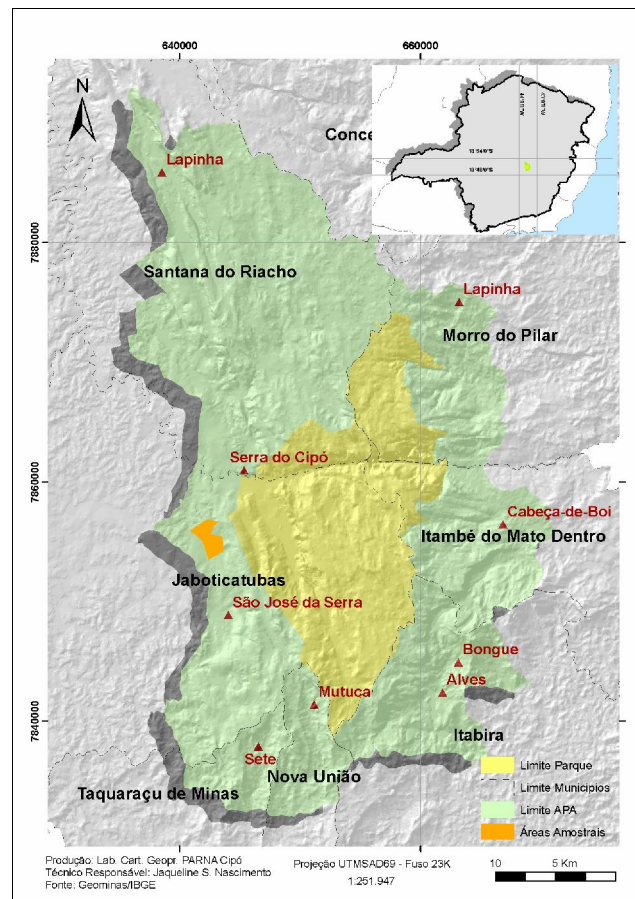 640000
660000
N
Conce
Lapinha
7880000
Santana do Riacho
Lapinha
Morro do Pilar
Serra do Cipó
7860000
Cabeça-de-Boi
Itambé do Mato Dentro
Jaboticatubas
São José da Serra
Bongue
Alves
Mutuca
7840000
Itabira
Sete
Nova União
Taquaraçu de Minas
Limite Parque
Limite Municípios
Limite APA
Áreas Amostrais
Produção: Lab. Cart. Geopr. PARNA Cipó
Técnico Responsável: Jaqueline S. Nascimento
Fonte: Geominas/IBGE
Projeção UTMSAD69 - Fuso 23K
1:251.947
10 5 Km